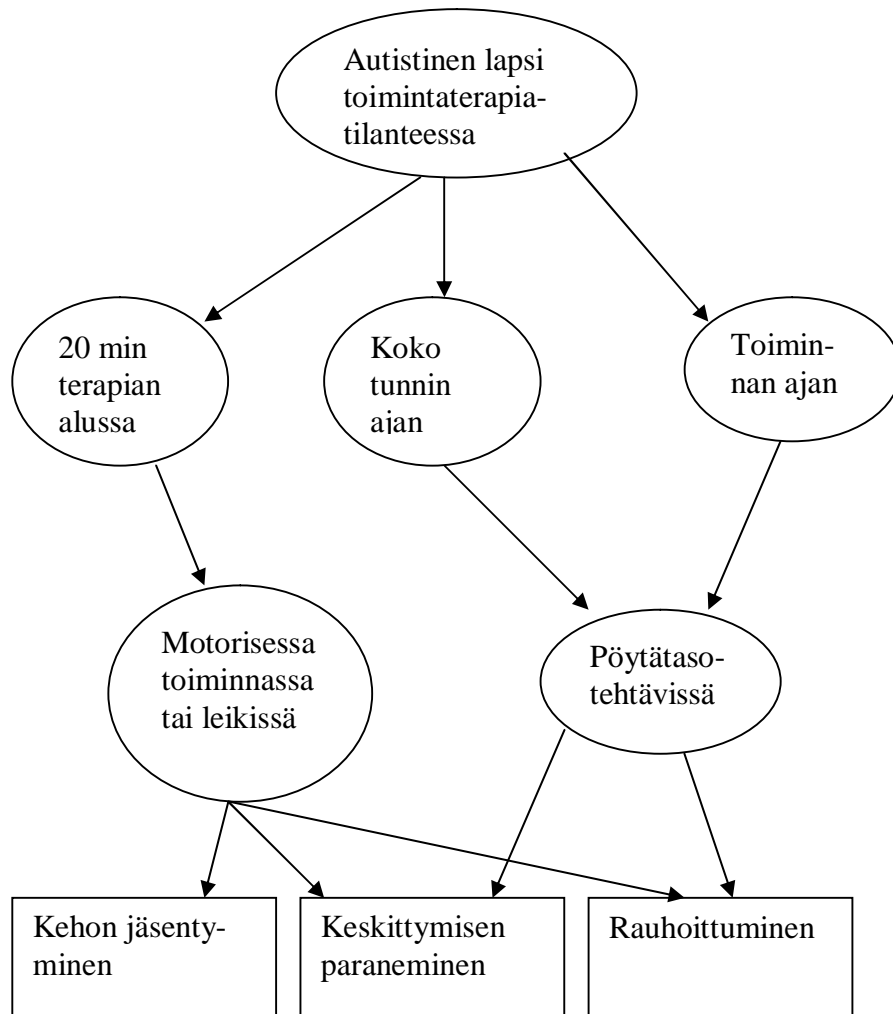 Autistinen lapsi
toimintaterapia-
tilanteessa
20 min
terapian
alussa
Koko
tunnin
ajan
Toimin-
nan ajan
Motorisessa
toiminnassa
tai leikissä
Pöytätaso-
tehtävissä
Kehon jäsenty-
minen
Keskittymisen
paraneminen
Rauhoittuminen